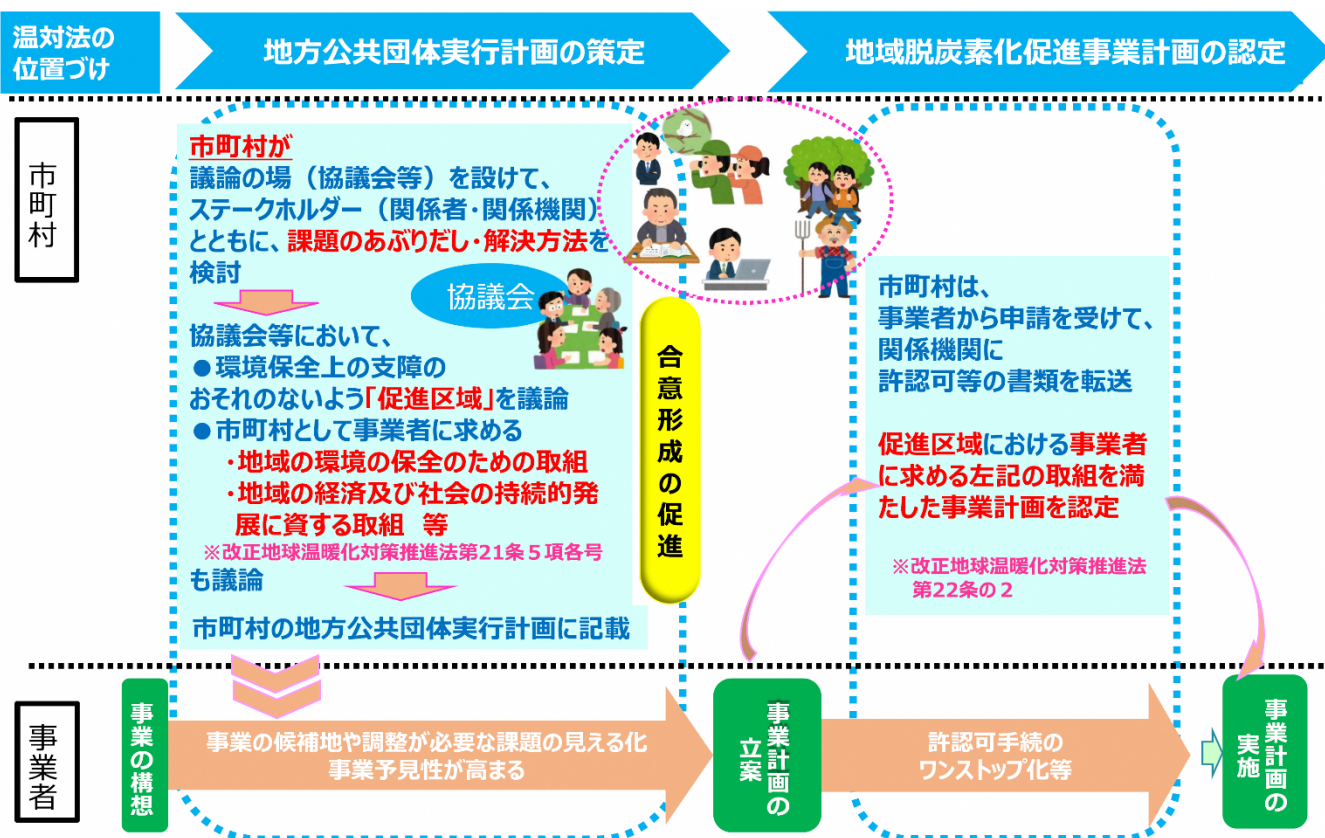 温対法の
位置づけ
地方公共団体実行計画の策定
地域脱炭素化促進事業計画の認定
市町村
市町村が
議論の場（協議会等）を設けて、
ステークホルダー（関係者・関係機関）
とともに、課題のあぶりだし・解決方法を
検討
協議会
協議会等において、
●環境保全上の支障の
おそれのないよう「促進区域」を議論
●市町村として事業者に求める
・地域の環境の保全のための取組
・地域の経済及び社会の持続的発
展に資する取組　等
※改正地球温暖化対策推進法第21条５項各号
も議論
市町村の地方公共団体実行計画に記載
合意形成の促進
市町村は、
事業者から申請を受けて、
関係機関に
許認可等の書類を転送
促進区域における事業者
に求める左記の取組を満
たした事業計画を認定
※改正地球温暖化対策推進法
第22条の２
事業者
事業の構想
事業の候補地や調整が必要な課題の見える化
事業予見性が高まる
事業計画の
立案
許認可手続の
ワンストップ化等
事業計画の
実施